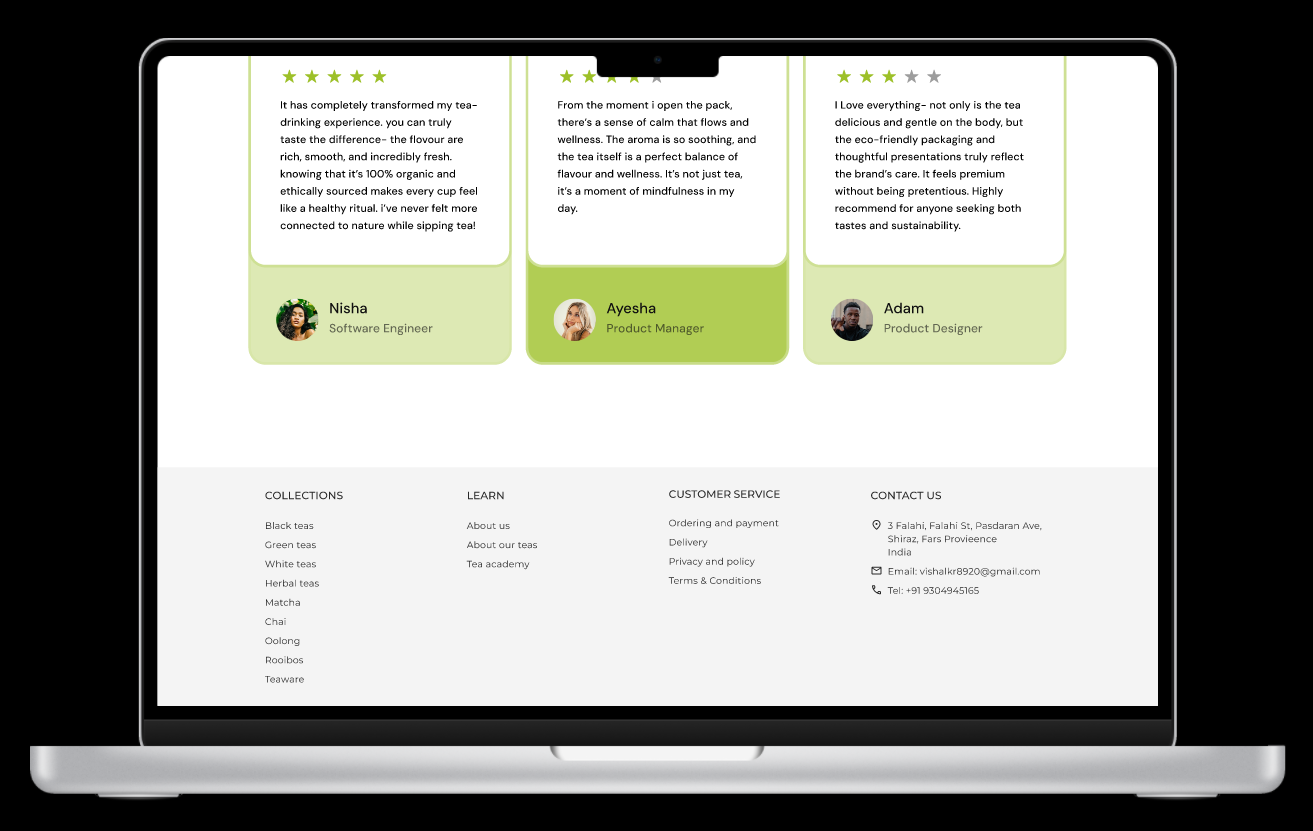 It has completely transformed my tea-
drinking experience. you can truly
taste the difference- the flovour are
rich, smooth, and incredibly fresh.
knowing that it's 100% organic and
ethically sourced makes every cup feel
like a healthy ritual. i've never felt more
connected to nature while sipping tea!
Nisha
Software Engineer
From the moment i open the pack,
there's a sense of calm that flows and
wellness. The aroma is so soothing, and
the tea itself is a perfect balance of
flavour and wellness. It's not just tea,
it's a moment of mindfulness in my
day.
Ayesha
Product Manager
I Love everything- not only is the tea
delicious and gentle on the body, but
the eco-friendly packaging and
thoughtful presentations truly reflect
the brand's care. It feels premium
without being pretentious. Highly
recommend for anyone seeking both
tastes and sustainability.
Adam
Product Designer
COLLECTIONS
Black teas
Green teas
White teas
Herbal teas
Matcha
Chai
Oolong
Rooibos
Teaware
LEARN
About us
About our teas
Tea academy
CUSTOMER SERVICE
Ordering and payment
Delivery
Privacy and policy
Terms & Conditions
CONTACT US
3 Falahi, Falahi St, Pasdaran Ave,
Shiraz, Fars Provieence
India
Email: vishalkr8920@gmail.com
Tel: +91 9304945165